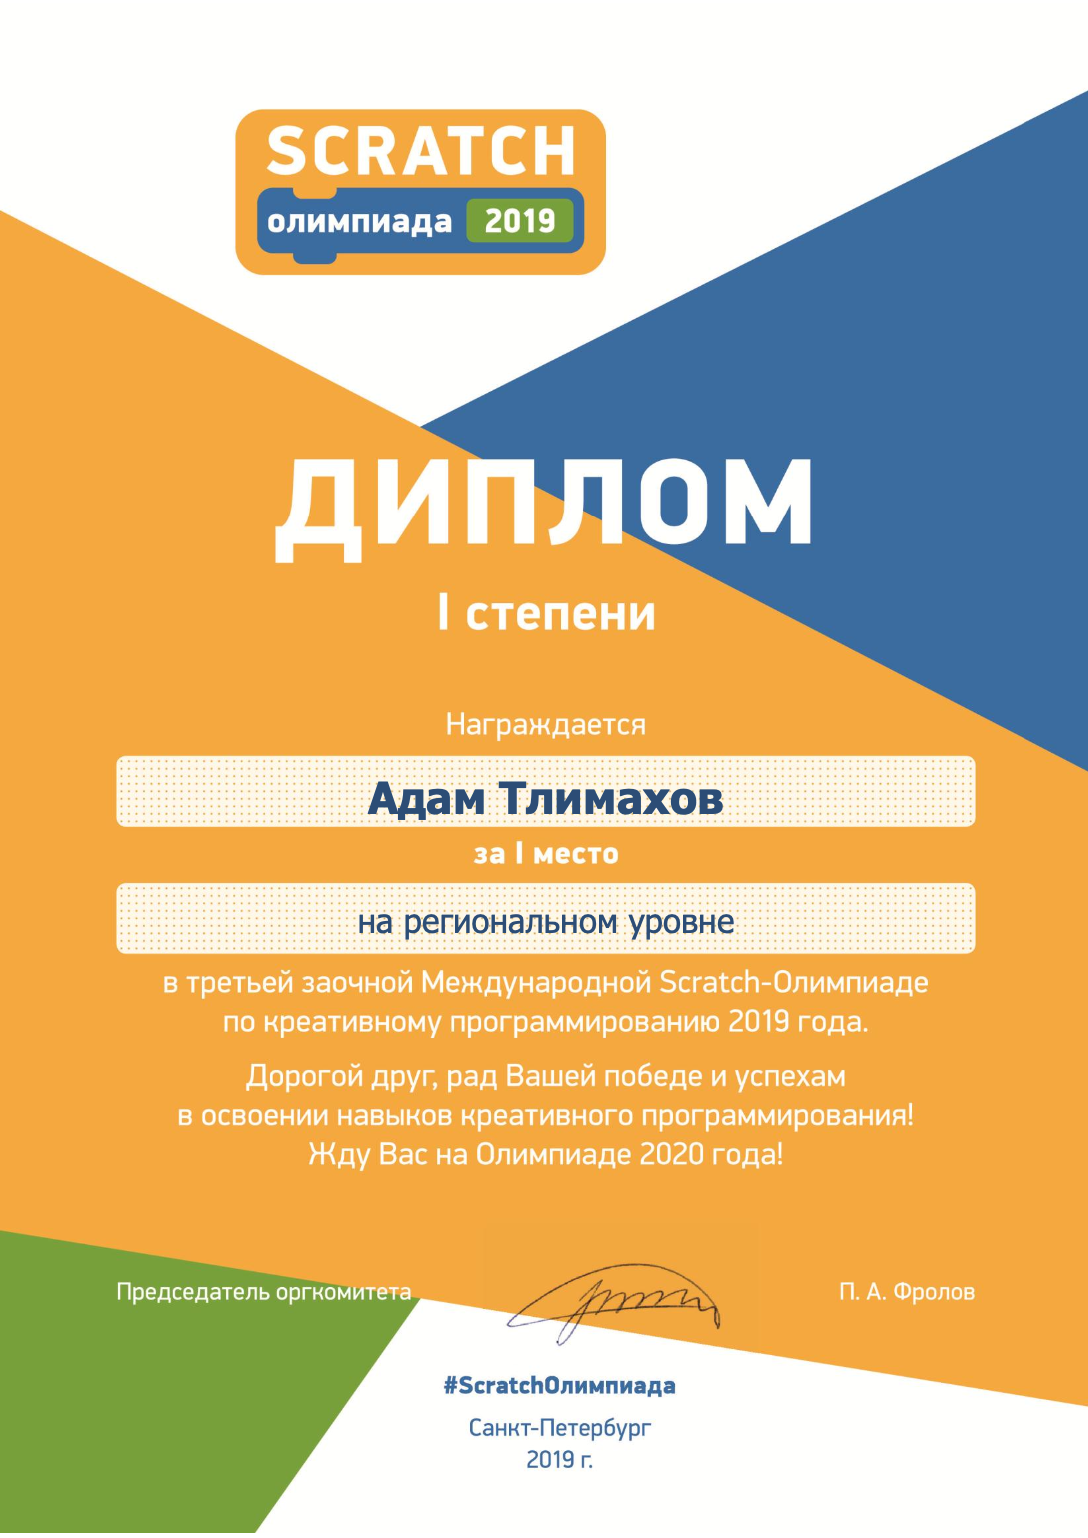 SCRATCH
олимпиада 2019
ДИПЛОМ
I степени
Награждается
Адам Тлимахов
за I место
на региональном уровне
в третьей заочной Международной Scratch-Олимпиаде
по креативному программированию 2019 года.
Дорогой друг, рад Вашей победе и успехам
в освоении навыков креативного программирования!
Жду Вас на Олимпиаде 2020 года!
Председатель оргкомитета П. А. Фролов
#ScratchОлимпиада
Санкт-Петербург
2019 г.